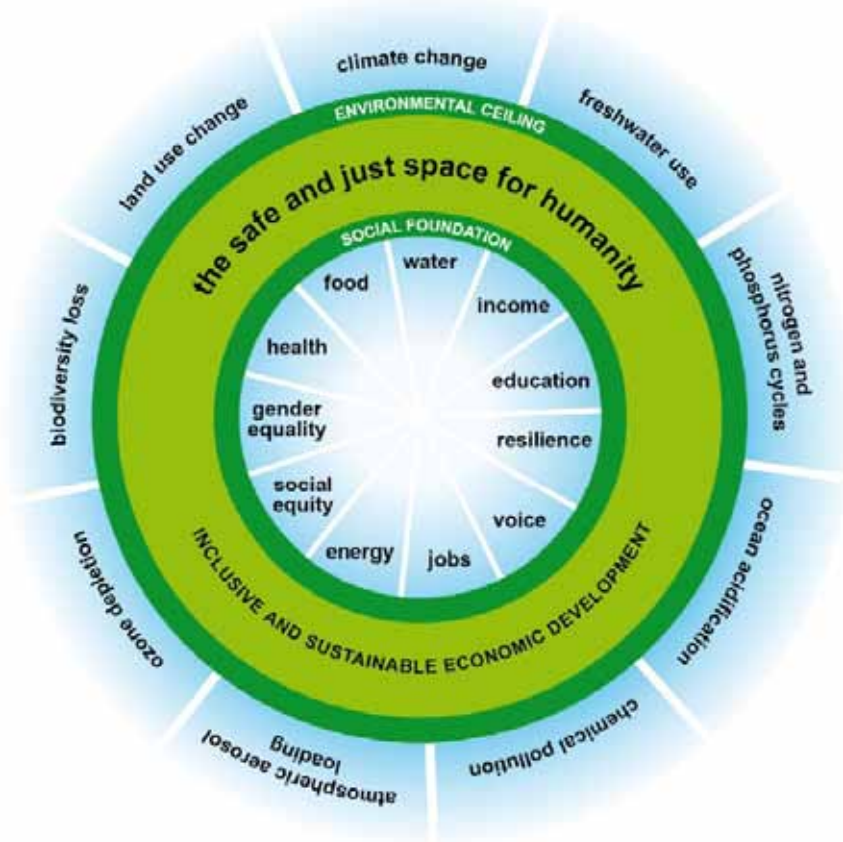 climate change
freshwater use
nitrogen and
phosphorus cycles
ocean acidification
chemical pollution
atmospheric aerosol
loading
ozone depletion
biodiversity loss
land use change
ENVIRONMENTAL CEILING
the safe and just space for humanity
SOCIAL FOUNDATION
water
income
education
resilience
voice
jobs
energy
social
equity
gender
equality
health
food
INCLUSIVE AND SUSTAINABLE ECONOMIC DEVELOPMENT